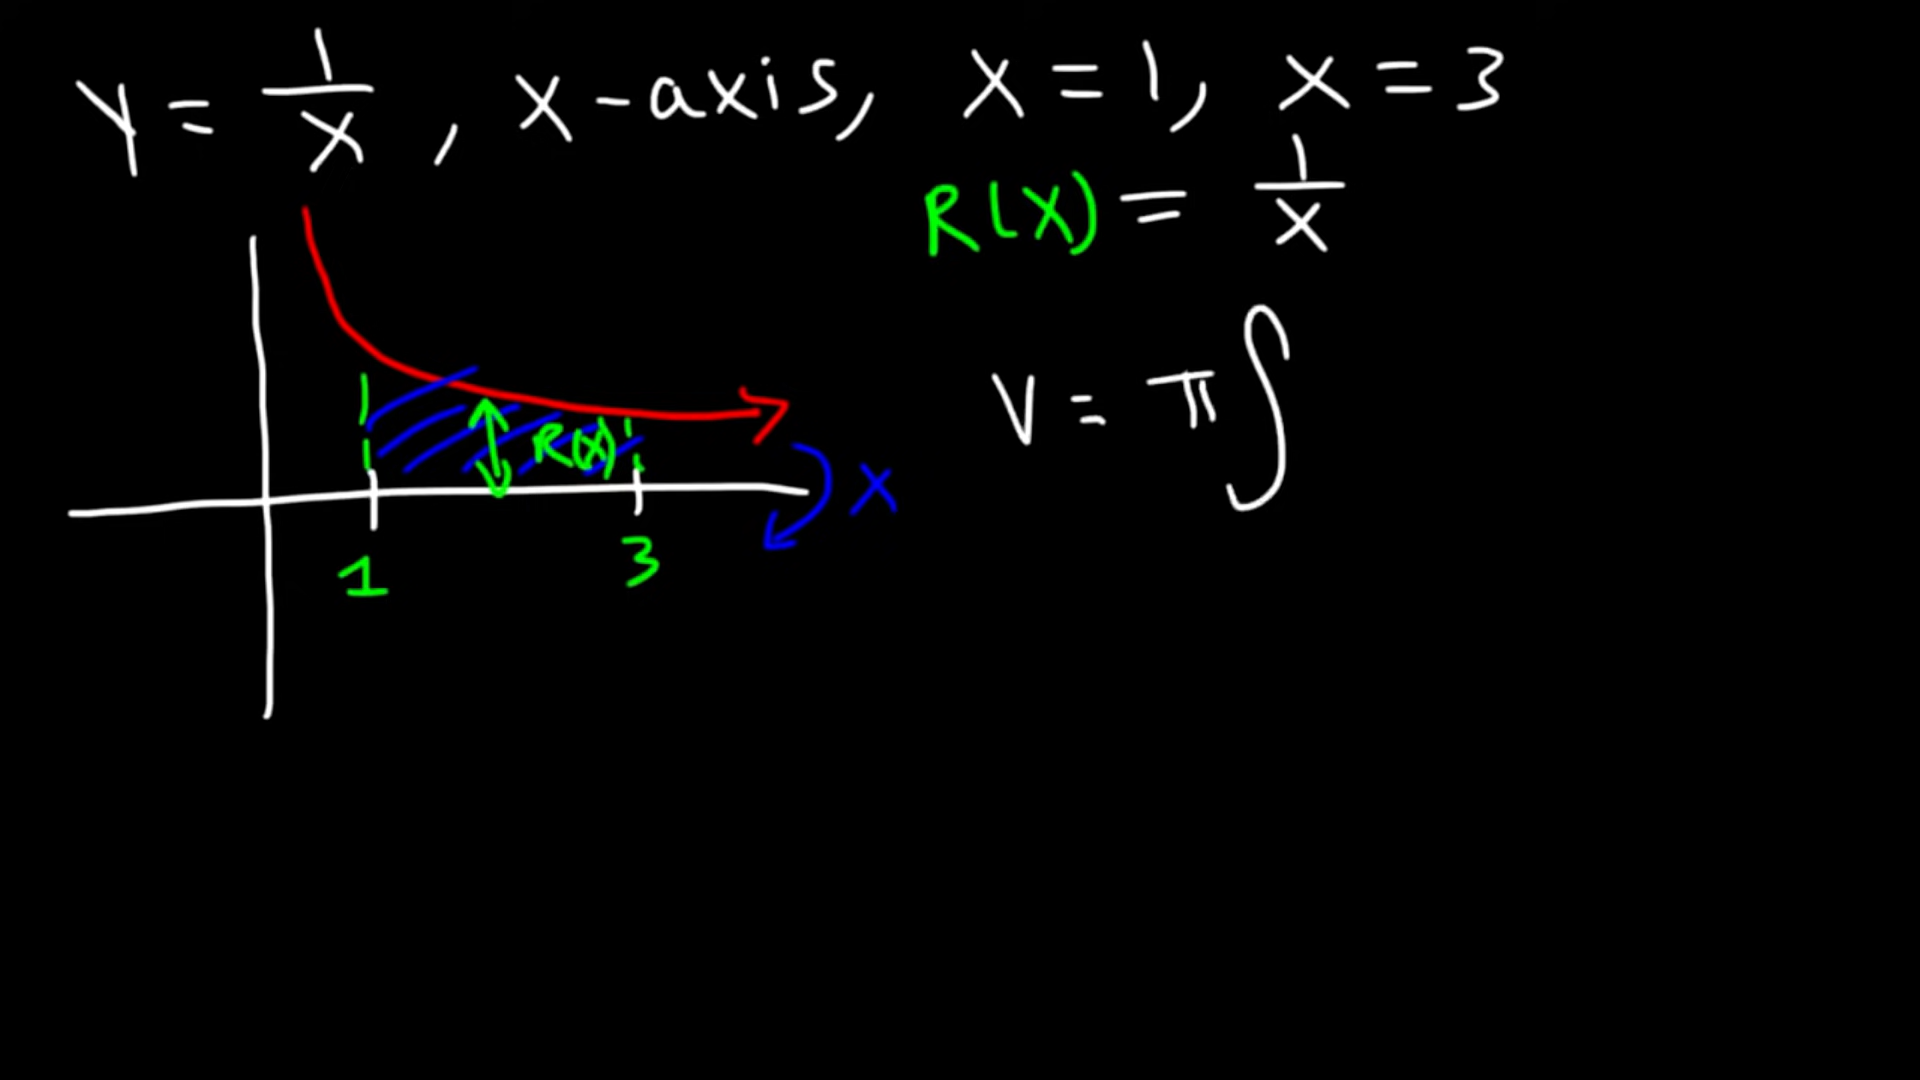 Y = 1/X , X-axis, X = 1, X = 3
R(X) = 1/X
V = π∫
R(X)
X
1 3